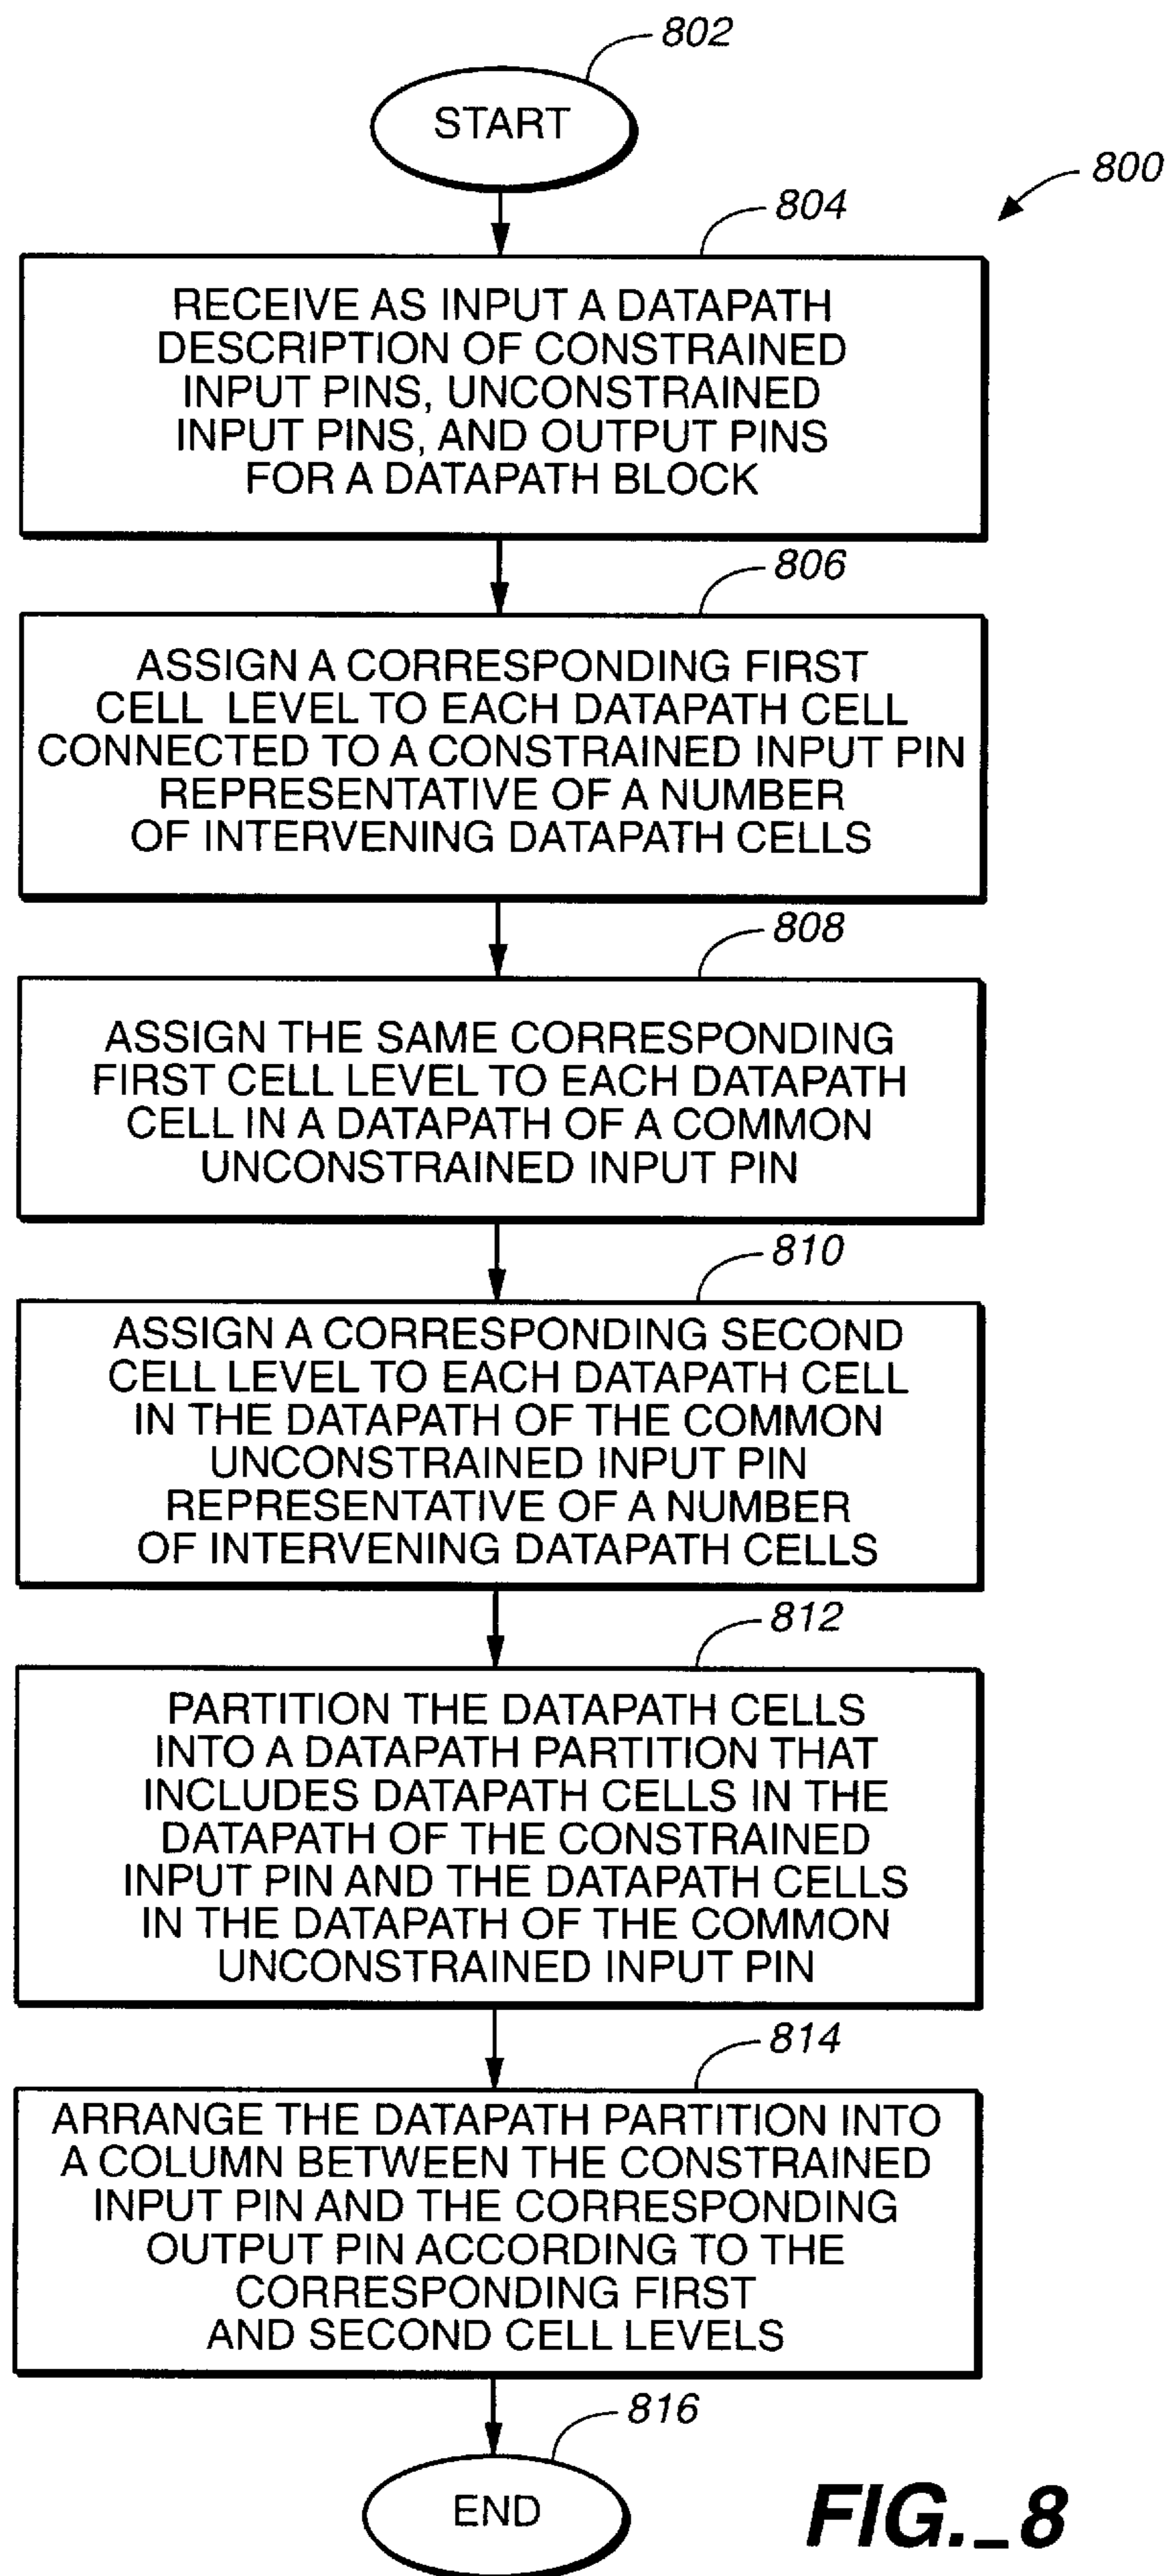 802
START
800
804
RECEIVE AS INPUT A DATAPATH
DESCRIPTION OF CONSTRAINED
INPUT PINS, UNCONSTRAINED
INPUT PINS, AND OUTPUT PINS
FOR A DATAPATH BLOCK
806
ASSIGN A CORRESPONDING FIRST
CELL LEVEL TO EACH DATAPATH CELL
CONNECTED TO A CONSTRAINED INPUT PIN
REPRESENTATIVE OF A NUMBER
OF INTERVENING DATAPATH CELLS
808
ASSIGN THE SAME CORRESPONDING
FIRST CELL LEVEL TO EACH DATAPATH
CELL IN A DATAPATH OF A COMMON
UNCONSTRAINED INPUT PIN
810
ASSIGN A CORRESPONDING SECOND
CELL LEVEL TO EACH DATAPATH CELL
IN THE DATAPATH OF THE COMMON
UNCONSTRAINED INPUT PIN
REPRESENTATIVE OF A NUMBER
OF INTERVENING DATAPATH CELLS
812
PARTITION THE DATAPATH CELLS
INTO A DATAPATH PARTITION THAT
INCLUDES DATAPATH CELLS IN THE
DATAPATH OF THE CONSTRAINED
INPUT PIN AND THE DATAPATH CELLS
IN THE DATAPATH OF THE COMMON
UNCONSTRAINED INPUT PIN
814
ARRANGE THE DATAPATH PARTITION INTO
A COLUMN BETWEEN THE CONSTRAINED
INPUT PIN AND THE CORRESPONDING
OUTPUT PIN ACCORDING TO THE
CORRESPONDING FIRST
AND SECOND CELL LEVELS
816
END
FIG._8